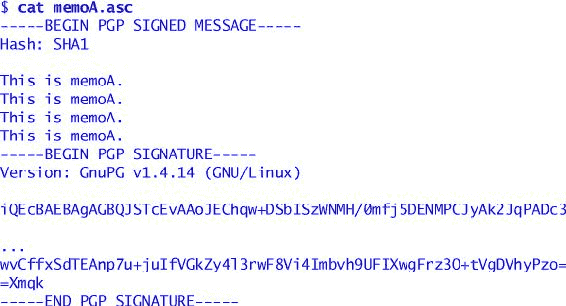 $ cat memoA.asc
-----BEGIN PGP SIGNED MESSAGE-----
Hash: SHA1
This is memoA.
This is memoA.
This is memoA.
This is memoA.
-----BEGIN PGP SIGNATURE-----
Version: GnuPG v1.4.14 (GNU/Linux)
iQEcBAEBAgAGBQJSTcEvAAoJEChqw+DSbISzWNMH/0mfj5DENMPCJyAk2JqPADc3
...
wvCffxSdTEAnp7u+juIfVGkZy4l3rwF8Vi4Imbvh9UFIXwgFrz3O+tVgDVhyPzo=
=Xmqk
-----END PGP SIGNATURE-----